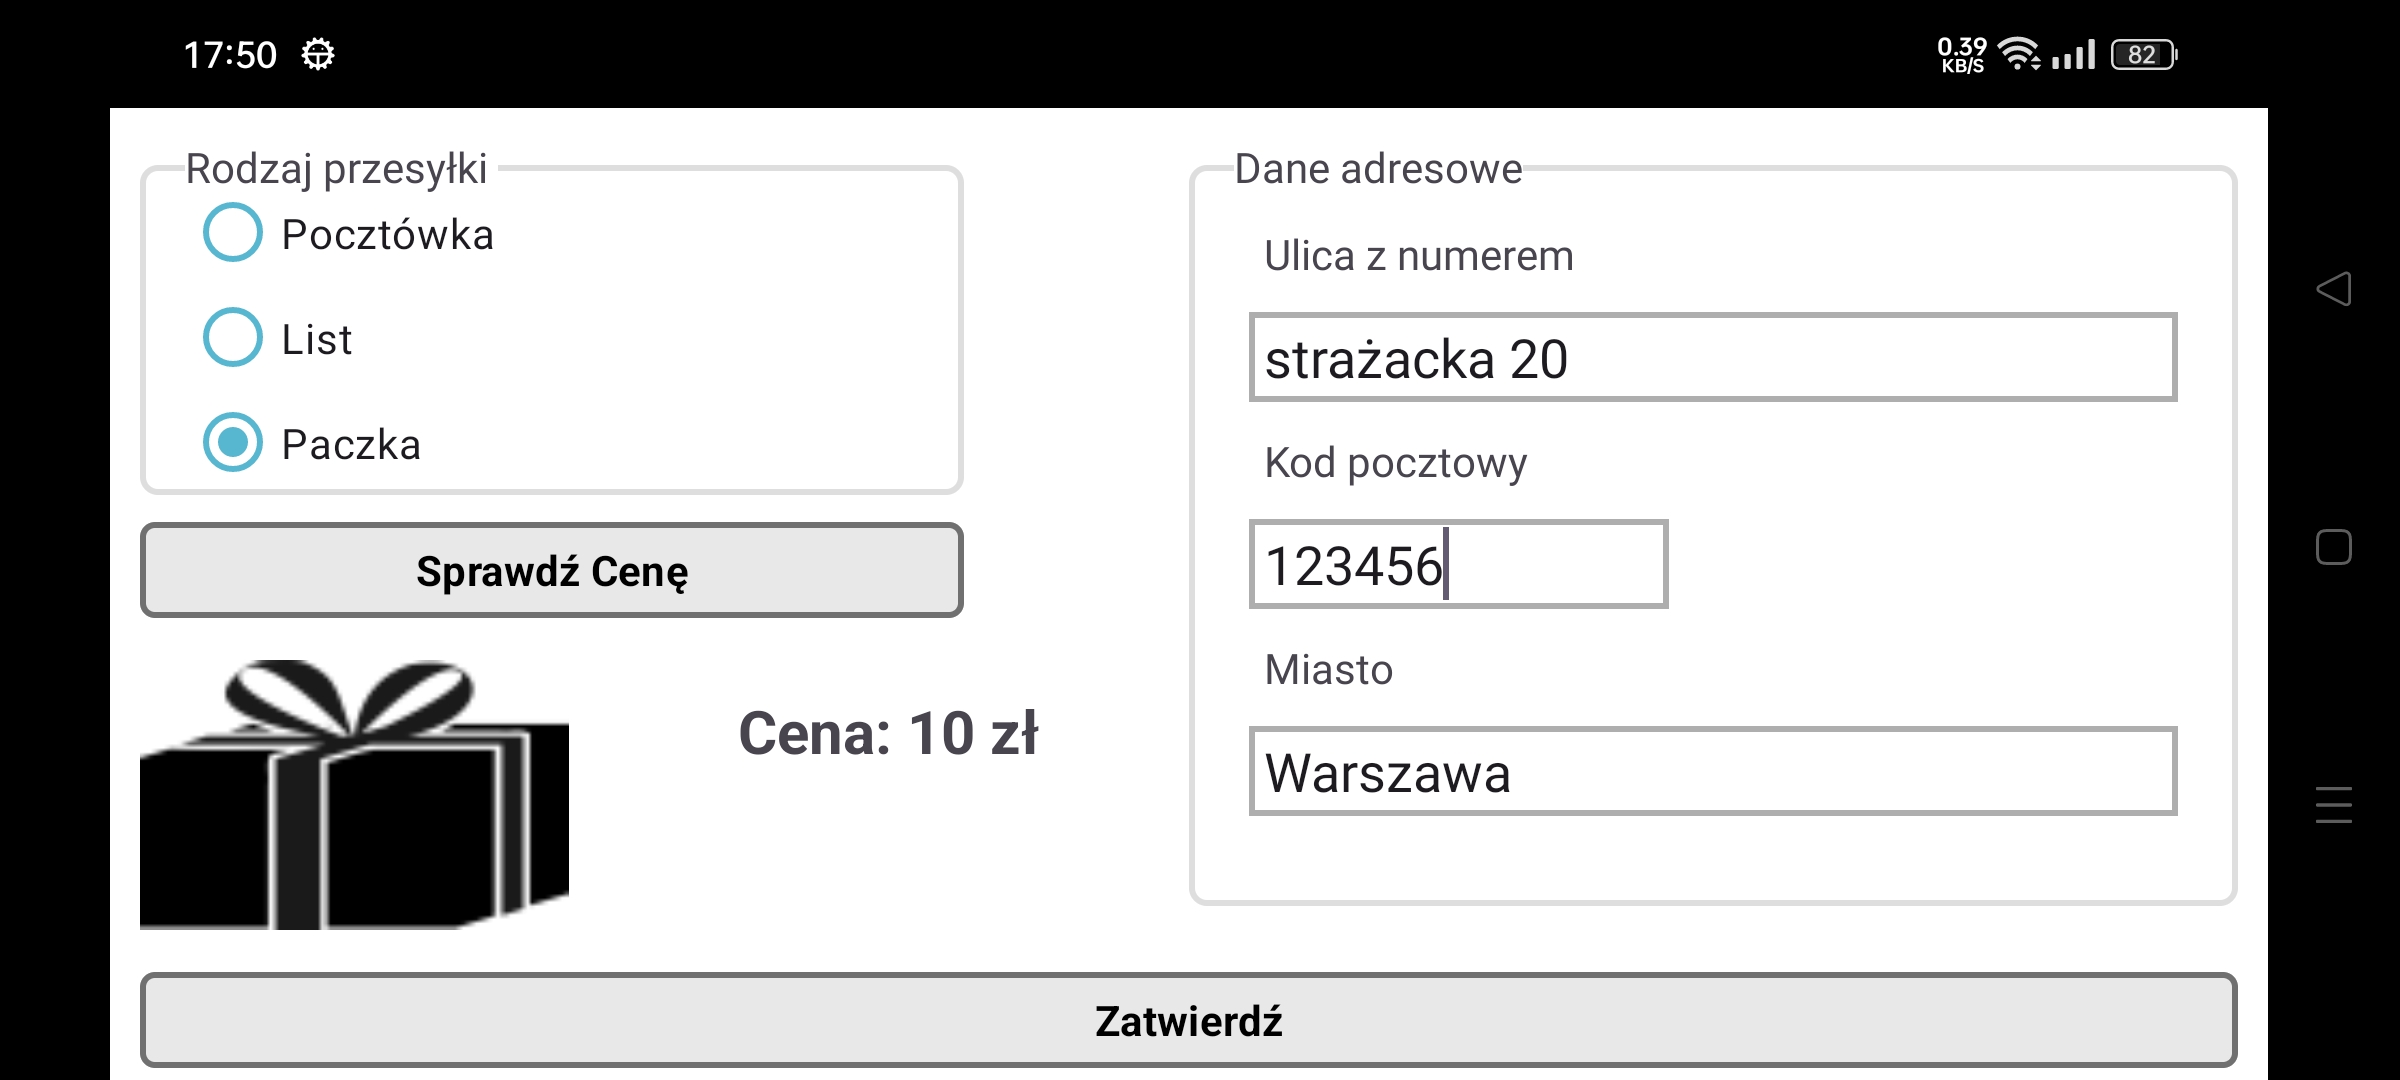 17:50
0.39
KB/S
82
Rodzaj przesyłki
Pocztówka
List
Paczka
Sprawdź Cenę
Cena: 10 zł
Dane adresowe
Ulica z numerem
strażacka 20
Kod pocztowy
123456
Miasto
Warszawa
Zatwierdź